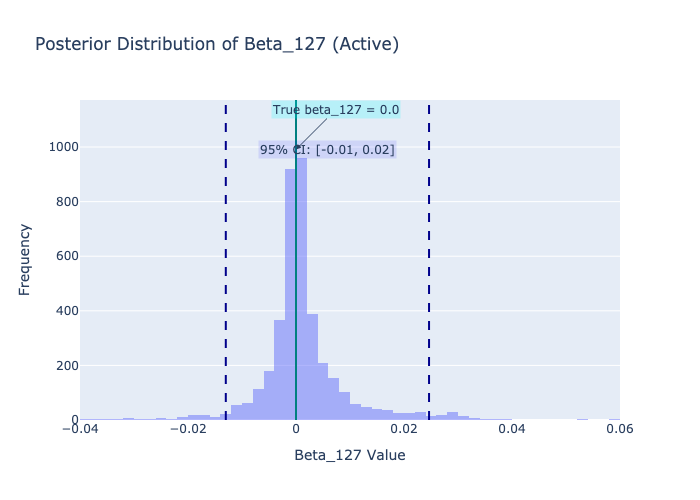 Posterior Distribution of Beta_127 (Active)
True beta_127 = 0.0
95% CI: [-0.01, 0.02]
1000
800
600
400
200
0
Frequency
−0.04
−0.02
0
0.02
0.04
0.06
Beta_127 Value